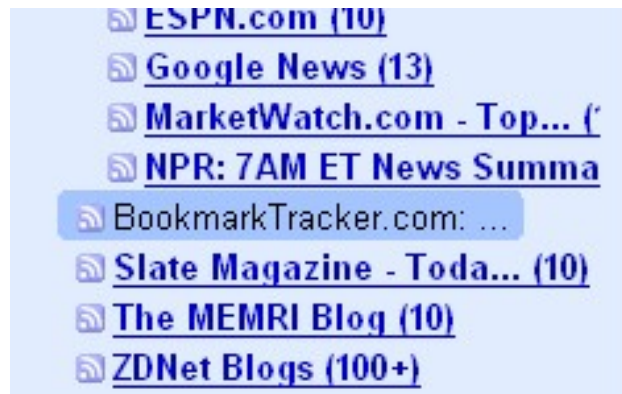 ESPN.com (10)
Google News (13)
MarketWatch.com - Top... (
NPR: 7AM ET News Summa
BookmarkTracker.com: ...
Slate Magazine - Toda... (10)
The MEMRI Blog (10)
ZDNet Blogs (100+)